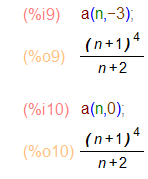 (%i9) a(n,-3);
(%o9) (n+1)^4
n+2
(%i10) a(n,0);
(%o10) (n+1)^4
n+2